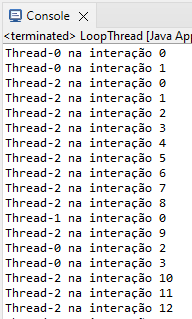 Console
<terminated> LoopThread [Java App
Thread-0 na interação 0
Thread-0 na interação 1
Thread-2 na interação 0
Thread-2 na interação 1
Thread-2 na interação 2
Thread-2 na interação 3
Thread-2 na interação 4
Thread-2 na interação 5
Thread-2 na interação 6
Thread-2 na interação 7
Thread-2 na interação 8
Thread-1 na interação 0
Thread-2 na interação 9
Thread-0 na interação 2
Thread-0 na interação 3
Thread-2 na interação 10
Thread-2 na interação 11
Thread-2 na interação 12